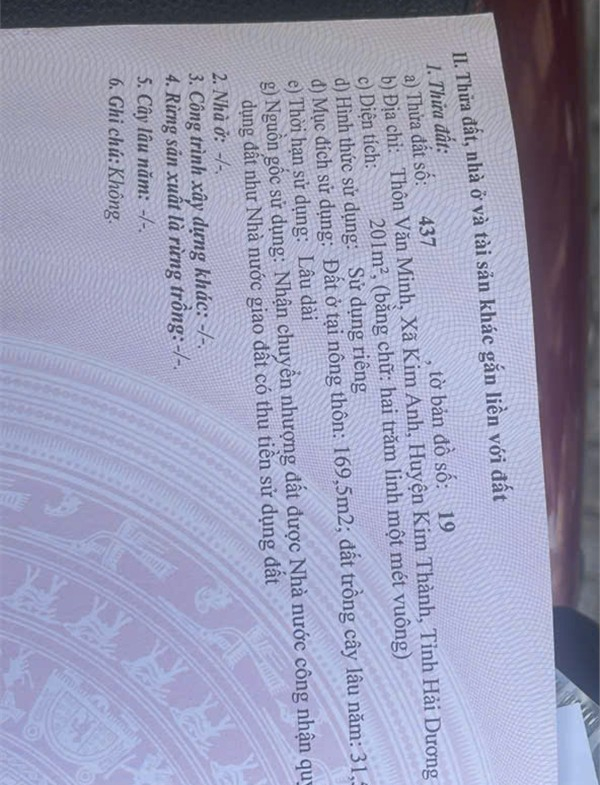 II. Thửa đất, nhà ở và tài sản khác gắn liền với đất
1. Thửa đất:
a) Thửa đất số: 437 , tờ bản đồ số: 19
b) Địa chỉ: Thôn Văn Minh, Xã Kim Anh, Huyện Kim Thành, Tỉnh Hải Dương
c) Diện tích: 201m², (bằng chữ: hai trăm linh một mét vuông)
d) Hình thức sử dụng: Sử dụng riêng
đ) Mục đích sử dụng: Đất ở tại nông thôn: 169,5m2; đất trồng cây lâu năm: 31,
e) Thời hạn sử dụng: Lâu dài
g) Nguồn gốc sử dụng: Nhận chuyển nhượng đất được Nhà nước công nhận
dụng đất như Nhà nước giao đất có thu tiền sử dụng đất
2. Nhà ở: -/-.
3. Công trình xây dựng khác: -/-.
4. Rừng sản xuất là rừng trồng: -/-.
5. Cây lâu năm: -/-.
6. Ghi chú: Không.